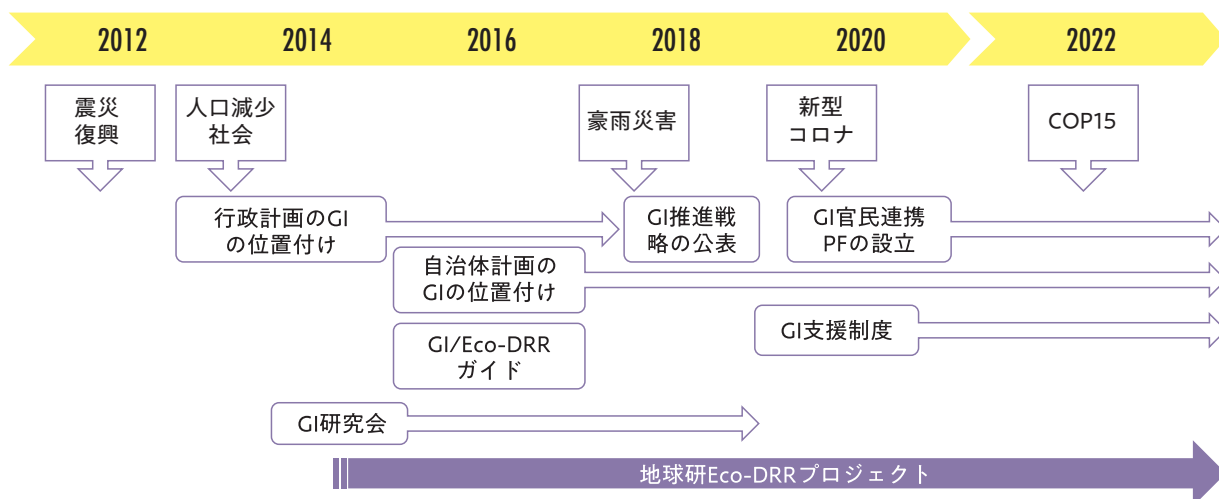 2012
2014
2016
2018
2020
2022
震災
復興
人口減少
社会
豪雨災害
新型
コロナ
COP15
行政計画のGI
の位置付け
GI推進戦
略の公表
GI官民連携
PFの設立
自治体計画の
GIの位置付け
GI支援制度
GI/Eco-DRR
ガイド
GI研究会
地球研Eco-DRRプロジェクト